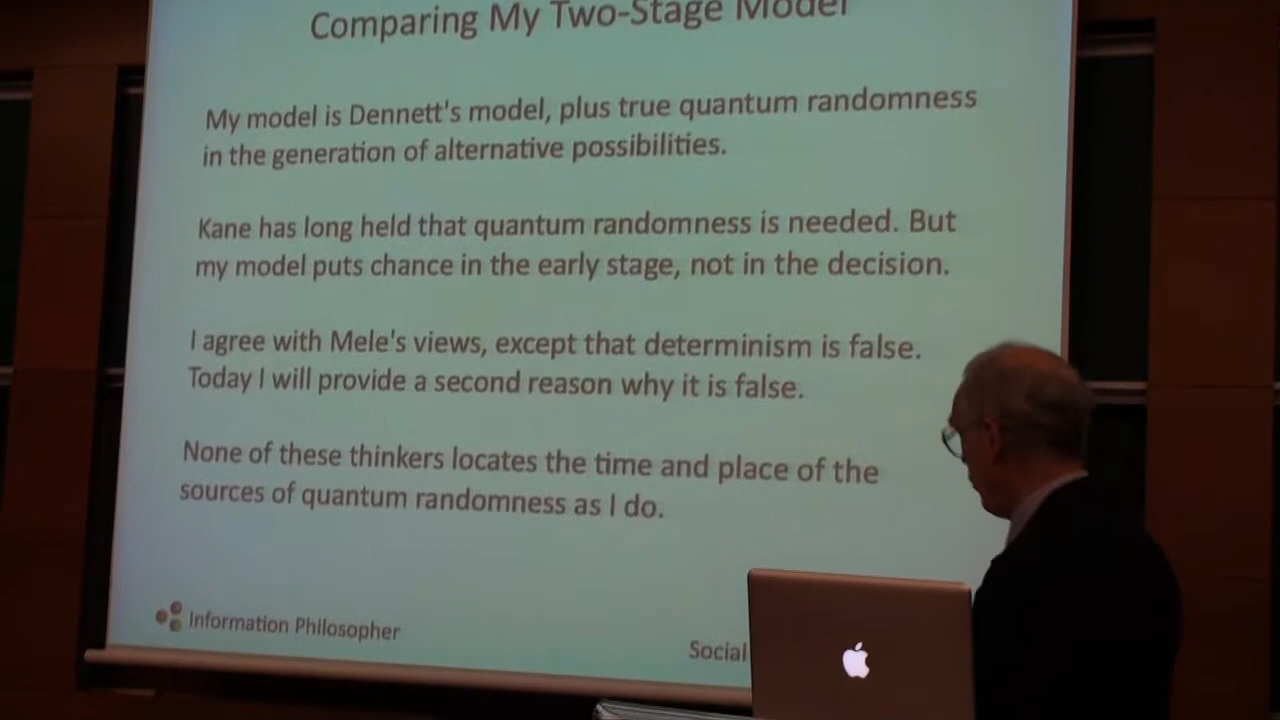 Comparing My Two-Stage Model
My model is Dennett's model, plus true quantum randomness
in the generation of alternative possibilities.
Kane has long held that quantum randomness is needed. But
my model puts chance in the early stage, not in the decision.
I agree with Mele's views, except that determinism is false.
Today I will provide a second reason why it is false.
None of these thinkers locates the time and place of the
sources of quantum randomness as I do.
Information Philosopher
Social